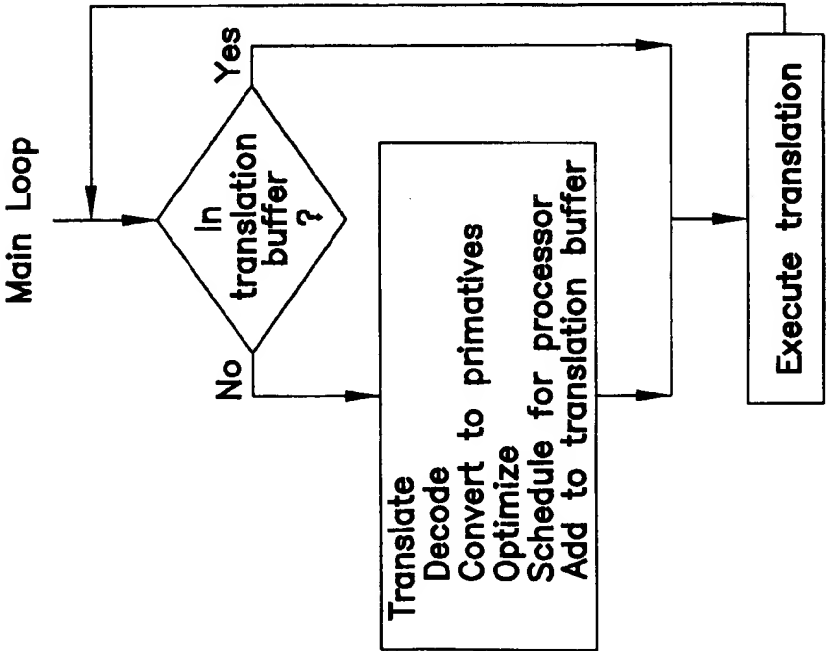 Main Loop
In
translation
buffer
?
Yes
No
Translate
Decode
Convert to primatives
Optimize
Schedule for processor
Add to translation buffer
Execute translation